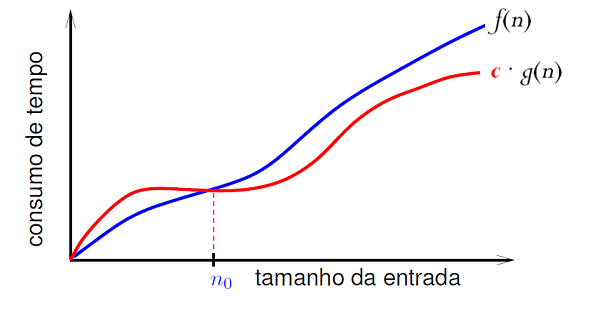 f(n)
c · g(n)
consumo de tempo
n₀
tamanho da entrada